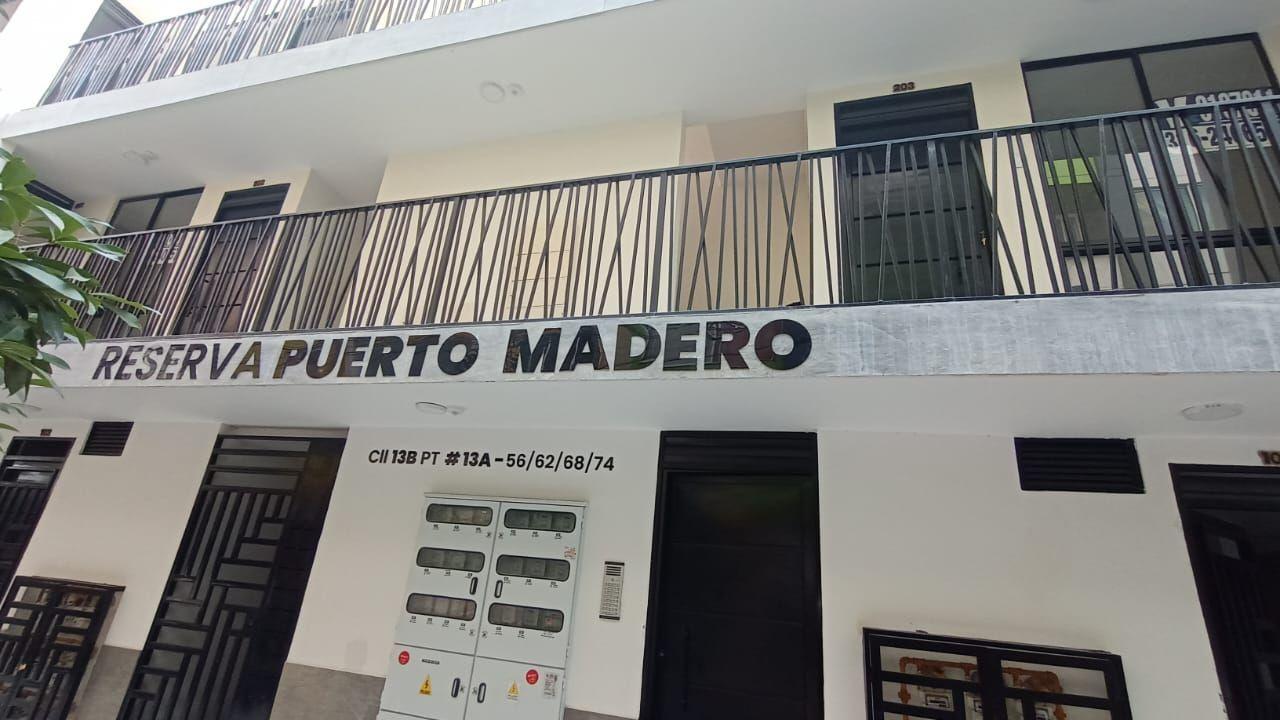 203
RESERVA PUERTO MADERO
Cll 13B PT # 13A - 56/62/68/74